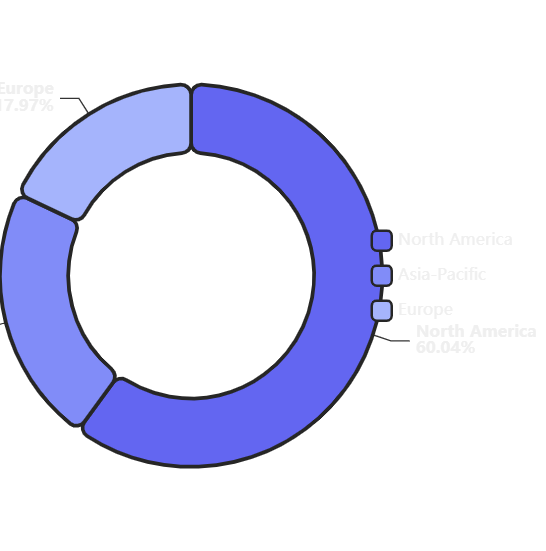 Europe
17.97%
North America
Asia-Pacific
Europe
North America
60.04%